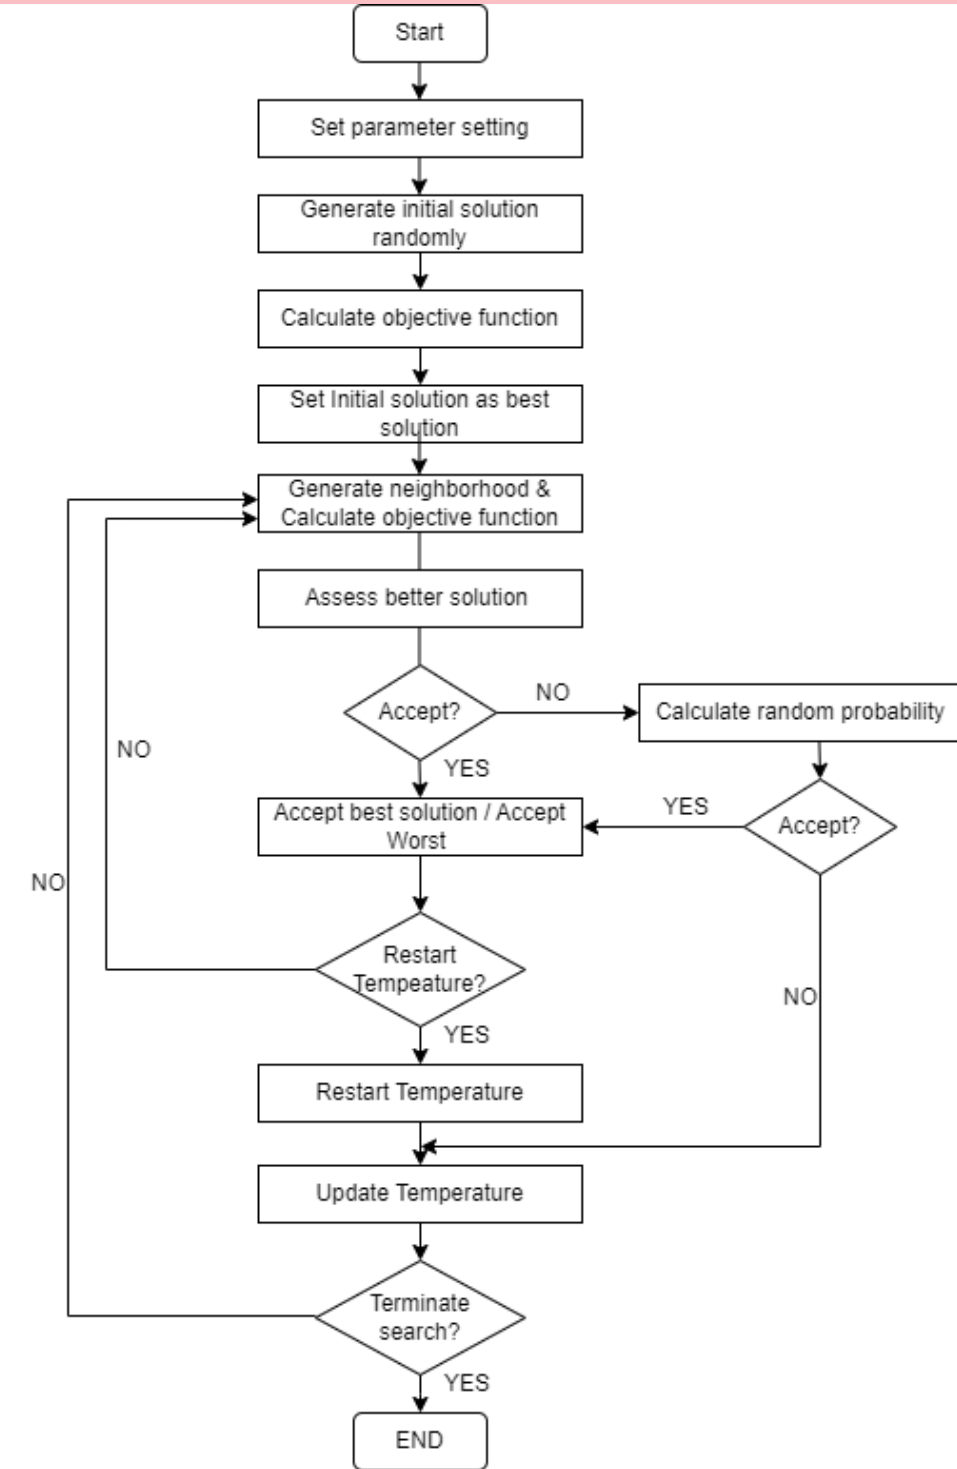 Start
Set parameter setting
Generate initial solution
randomly
Calculate objective function
Set Initial solution as best
solution
Generate neighborhood &
Calculate objective function
Assess better solution
Accept?
NO
Calculate random probability
NO
YES
Accept best solution / Accept
Worst
YES
Accept?
NO
Restart
Tempeature?
NO
YES
Restart Temperature
Update Temperature
Terminate
search?
YES
END